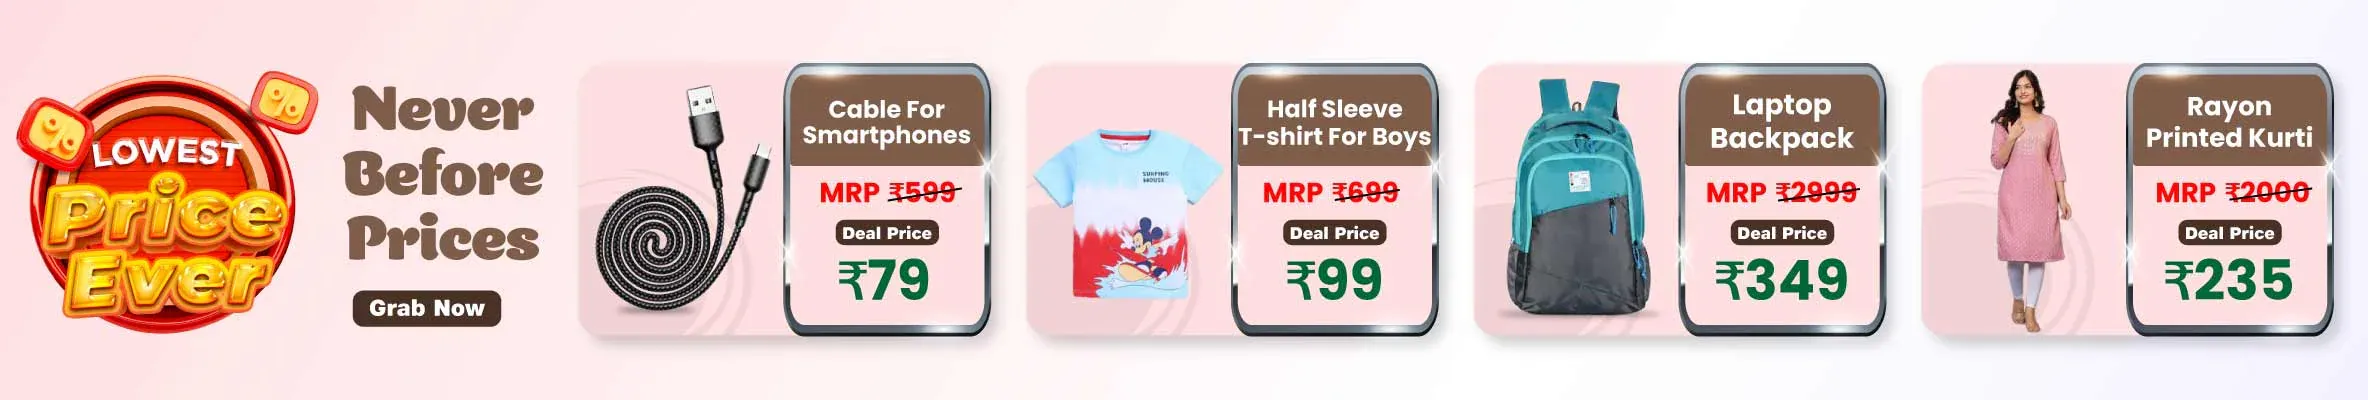 LOWEST
Price
Ever
Never
Before
Prices
Grab Now
Cable For
Smartphones
MRP ₹599
Deal Price
₹79
SURFING
MOUSE
Half Sleeve
T-shirt For Boys
MRP ₹699
Deal Price
₹99
Laptop
Backpack
MRP ₹2999
Deal Price
₹349
Rayon
Printed Kurti
MRP ₹2000
Deal Price
₹235